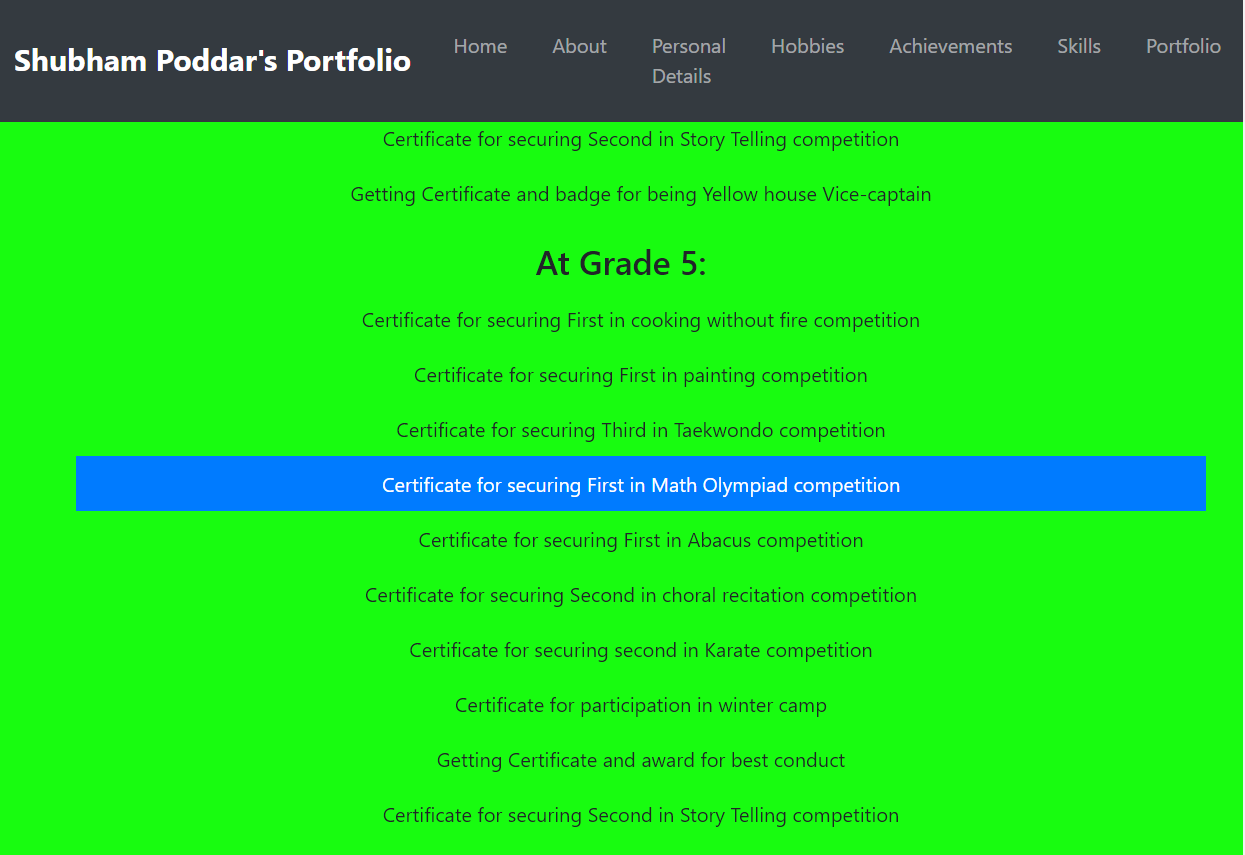 Shubham Poddar's Portfolio
Home
About
Personal
Details
Hobbies
Achievements
Skills
Portfolio
Certificate for securing Second in Story Telling competition
Getting Certificate and badge for being Yellow house Vice-captain
At Grade 5:
Certificate for securing First in cooking without fire competition
Certificate for securing First in painting competition
Certificate for securing Third in Taekwondo competition
Certificate for securing First in Math Olympiad competition
Certificate for securing First in Abacus competition
Certificate for securing Second in choral recitation competition
Certificate for securing second in Karate competition
Certificate for participation in winter camp
Getting Certificate and award for best conduct
Certificate for securing Second in Story Telling competition